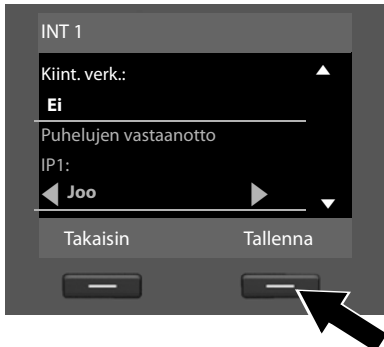 INT 1
Kiint. verk.:
Ei
Puhelujen vastaanotto
IP1:
Joo
Takaisin Tallenna